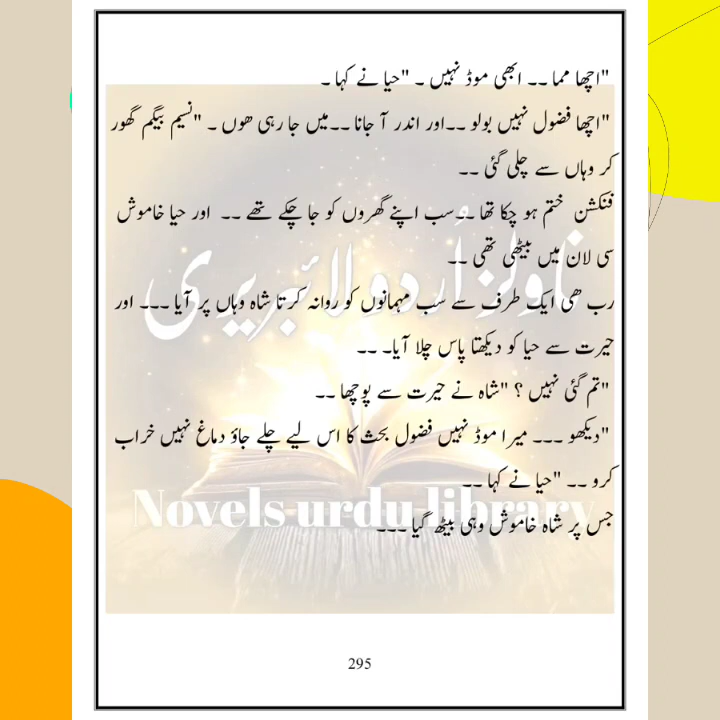 "اچھا مما ۔۔ ابھی موڈ نہیں ۔ "حیا نے کہا ۔
"اچھا فضول نہیں بولو ۔۔اور اندر آ جانا ۔۔میں جا رہی ھوں ۔ "نسیم بیگم گھور
کر وہاں سے چلی گئی ۔۔
فنکشن ختم ہو چکا تھا ۔۔سب اپنے گھروں کو جا چکے تھے ۔۔ اور حیا خاموش
سی لان میں بیٹھی تھی ۔۔
رب ھی ایک طرف سے سب مہمانوں کو روانہ کرتا شاہ وہاں پر آیا ۔۔۔ اور
حیرت سے حیا کو دیکھتا پاس چلا آیا۔ ۔۔
"تم گئی نہیں ؟ "شاہ نے حیرت سے پوچھا ۔۔
"دیکھو ۔۔۔ میرا موڈ نہیں فضول بحث کا اس لیے چلے جاؤ دماغ نہیں خراب
کرو ۔۔ "حیا نے کہا ۔۔
جس پر شاہ خاموش وہی بیٹھ گیا ۔۔۔
ناولز اُردو لائبریری
Novels urdu library
295